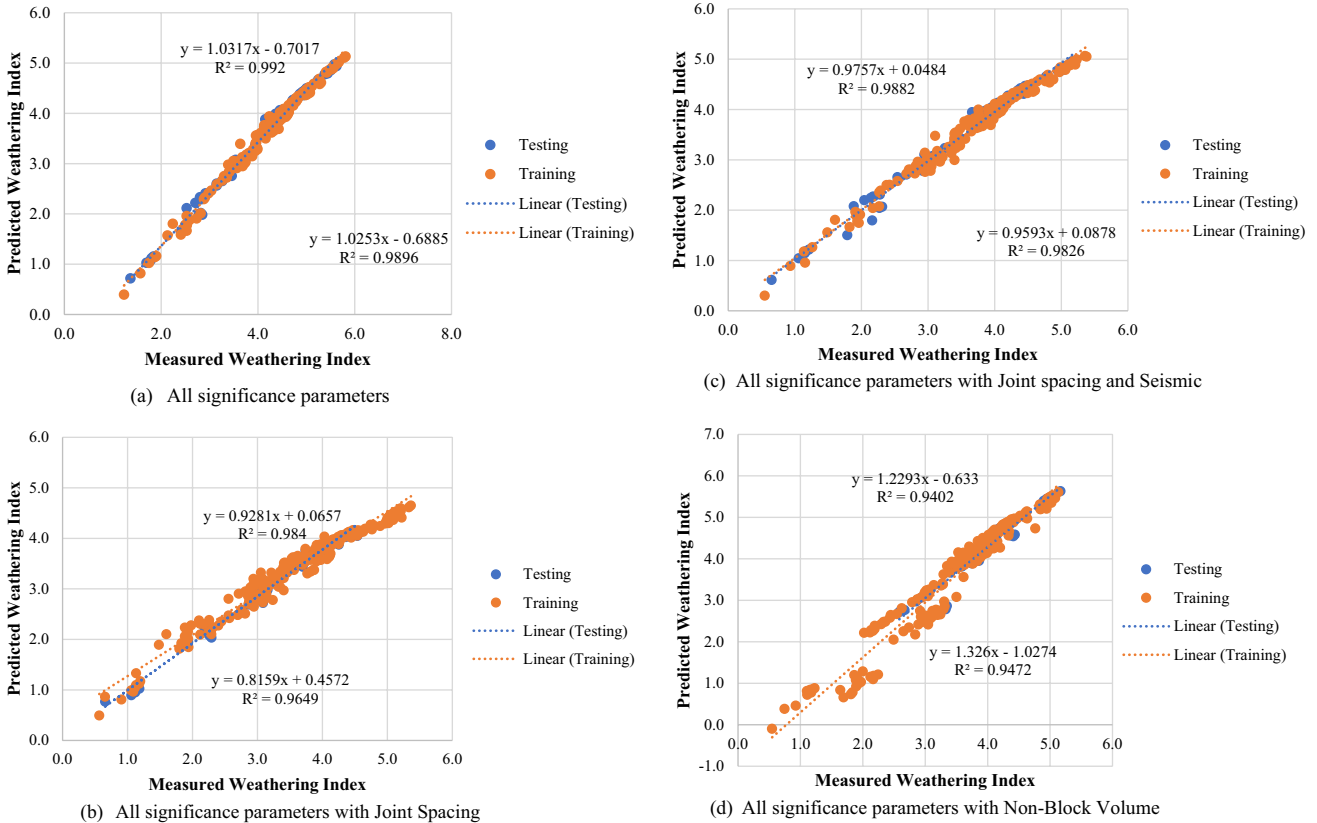 6.0
5.0
4.0
3.0
2.0
1.0
0.0
0.0 2.0 4.0 6.0 8.0
Predicted Weathering Index
Measured Weathering Index
y = 1.0317x - 0.7017
R² = 0.992
y = 1.0253x - 0.6885
R² = 0.9896
Testing
Training
Linear (Testing)
Linear (Training)
(a) All significance parameters
6.0
5.0
4.0
3.0
2.0
1.0
0.0
0.0 1.0 2.0 3.0 4.0 5.0 6.0
Predicted Weathering Index
Measured Weathering Index
y = 0.9757x + 0.0484
R² = 0.9882
y = 0.9593x + 0.0878
R² = 0.9826
Testing
Training
Linear (Testing)
Linear (Training)
(c) All significance parameters with Joint spacing and Seismic
6.0
5.0
4.0
3.0
2.0
1.0
0.0
0.0 1.0 2.0 3.0 4.0 5.0 6.0
Predicted Weathering Index
Measured Weathering Index
y = 0.9281x + 0.0657
R² = 0.984
y = 0.8159x + 0.4572
R² = 0.9649
Testing
Training
Linear (Testing)
Linear (Training)
(b) All significance parameters with Joint Spacing
7.0
6.0
5.0
4.0
3.0
2.0
1.0
0.0
-1.0
0.0 1.0 2.0 3.0 4.0 5.0 6.0
Predicted Weathering Index
Measured Weathering Index
y = 1.2293x - 0.633
R² = 0.9402
y = 1.326x - 1.0274
R² = 0.9472
Testing
Training
Linear (Testing)
Linear (Training)
(d) All significance parameters with Non-Block Volume